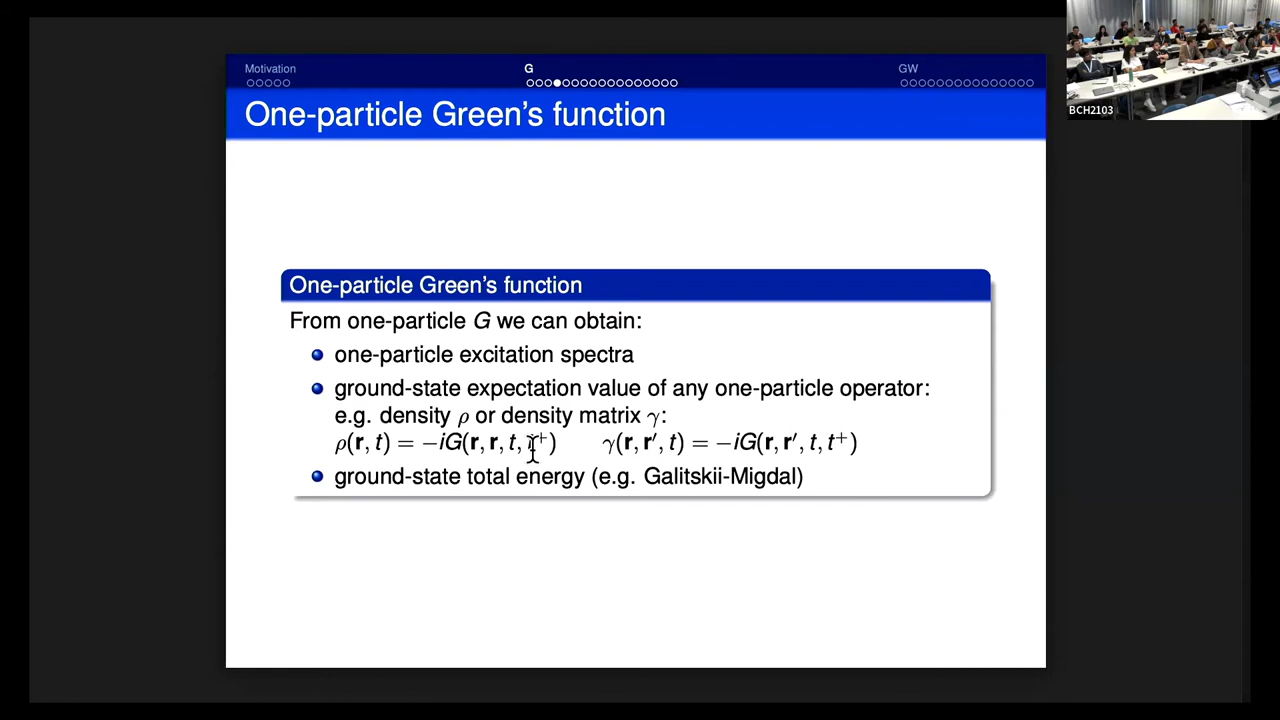 Motivation
G
GW
One-particle Green's function
BCH2103
One-particle Green's function
From one-particle G we can obtain:
one-particle excitation spectra
ground-state expectation value of any one-particle operator:
e.g. density ρ or density matrix γ:
ρ(r, t) = −iG(r, r, t, t⁺) γ(r, r′, t) = −iG(r, r′, t, t⁺)
ground-state total energy (e.g. Galitskii-Migdal)